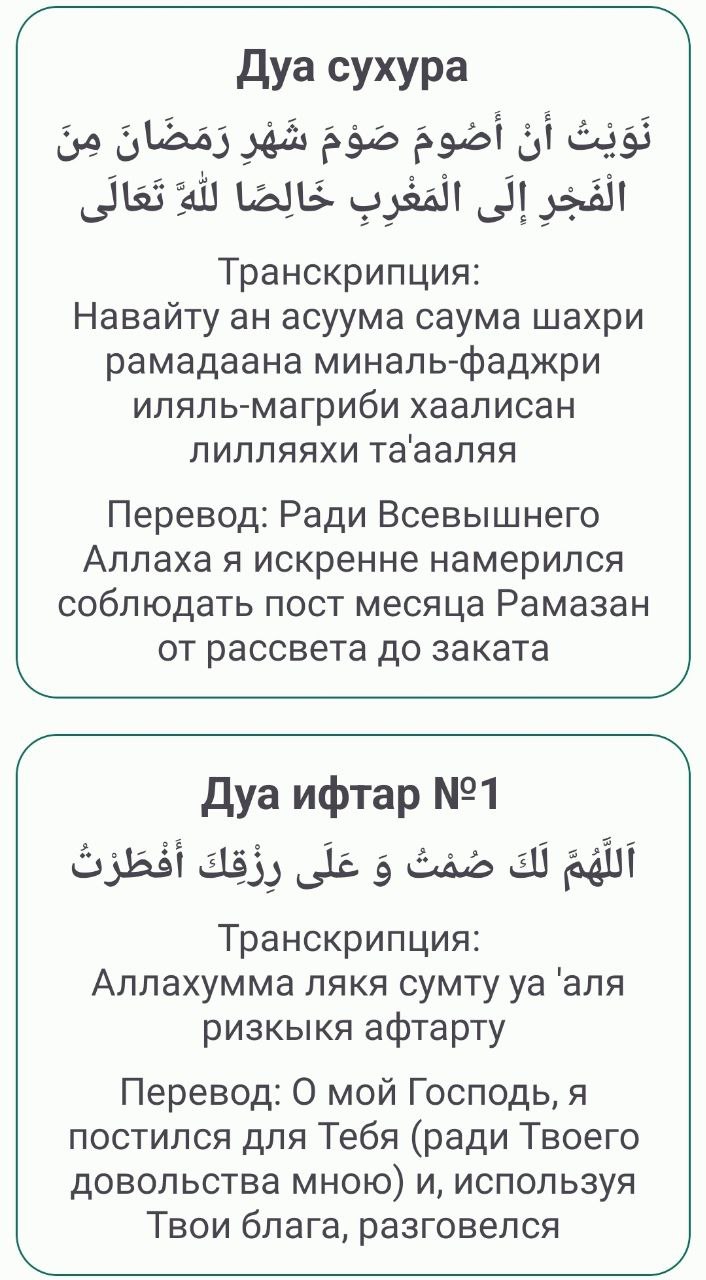 Дуа сухура
نَوَيْتُ أَنْ أَصُومَ صَوْمَ شَهْرِ رَمَضَانَ مِنَ
الْفَجْرِ إِلَى الْمَغْرِبِ خَالِصًا لِلَّهِ تَعَالَى
Транскрипция:
Навайту ан асуума саума шахри
рамадаана миналь-фаджри
иляль-магриби хаалисан
лилляяхи та'ааляя
Перевод: Ради Всевышнего
Аллаха я искренне намерился
соблюдать пост месяца Рамазан
от рассвета до заката
Дуа ифтар №1
اَللَّهُمَّ لَكَ صُمْتُ وَ عَلَى رِزْقِكَ أَفْطَرْتُ
Транскрипция:
Аллахумма лякя сумту уа 'аля
ризкыкя афтарту
Перевод: О мой Господь, я
постился для Тебя (ради Твоего
довольства мною) и, используя
Твои блага, разговелся